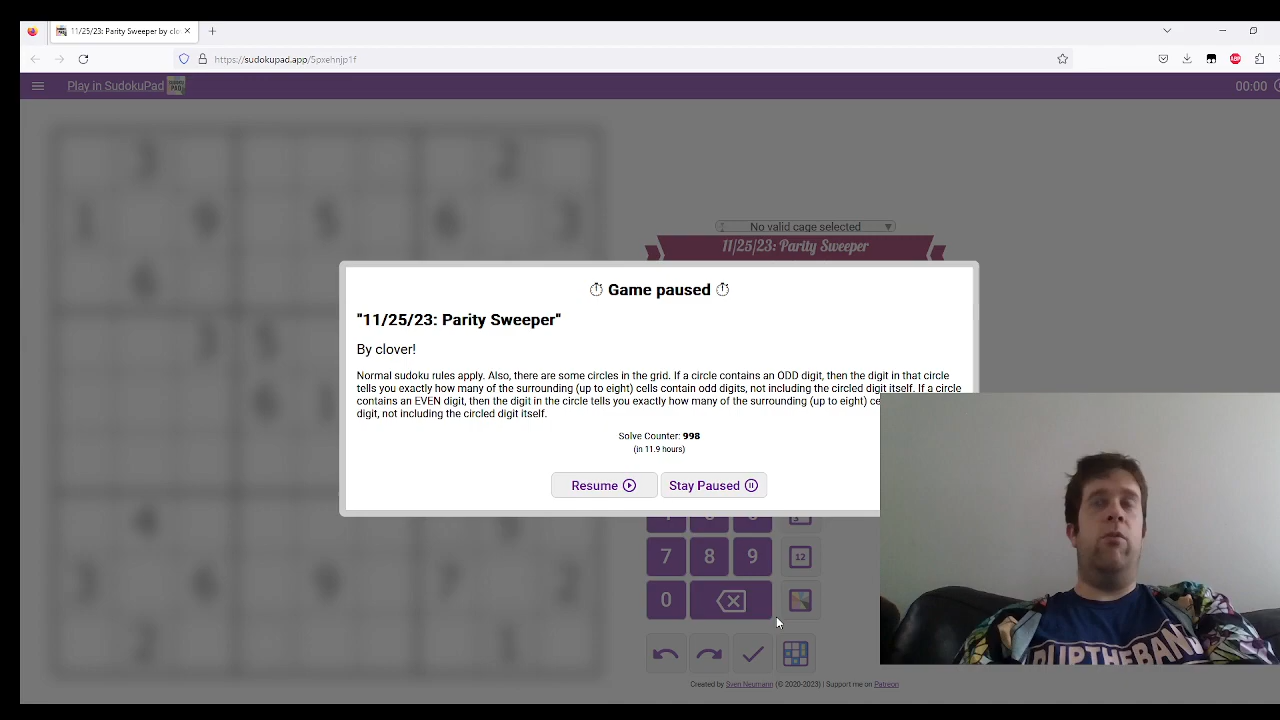 11/25/23: Parity Sweeper by clo
https://sudokupad.app/5pxehnjp1f
Play in SudokuPad
00:00
No valid cage selected
11/25/23: Parity Sweeper
Game paused
"11/25/23: Parity Sweeper"
By clover!
Normal sudoku rules apply. Also, there are some circles in the grid. If a circle contains an ODD digit, then the digit in that circle
tells you exactly how many of the surrounding (up to eight) cells contain odd digits, not including the circled digit itself. If a circle
contains an EVEN digit, then the digit in the circle tells you exactly how many of the surrounding (up to eight) ce
digit, not including the circled digit itself.
Solve Counter: 998
(in 11.9 hours)
Resume
Stay Paused
7 8 9 12
0
Created by Sven Neumann (© 2020-2023) | Support me on Patreon